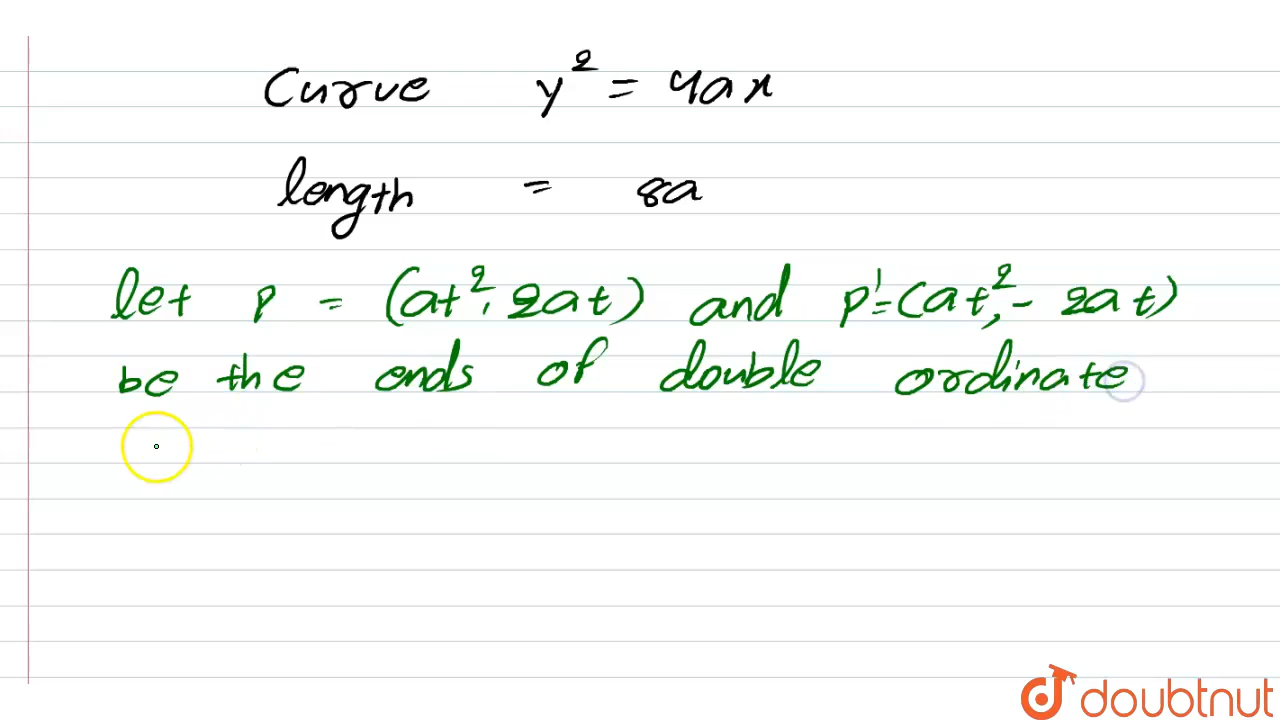 Curve y² = 4ax
length = 8a
let P = (at², 2at) and P' = (at², - 2at)
be the ends of double ordinate
doubtnut